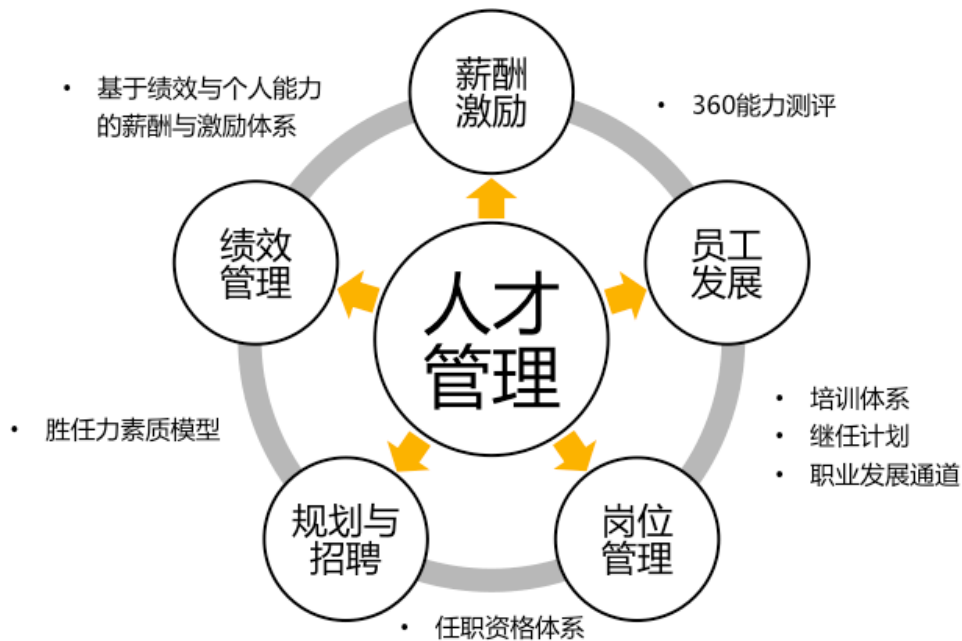 薪酬
激励
• 基于绩效与个人能力
的薪酬与激励体系
• 360能力测评
绩效
管理
员工
发展
人才
管理
• 胜任力素质模型
• 培训体系
• 继任计划
• 职业发展通道
规划与
招聘
岗位
管理
• 任职资格体系